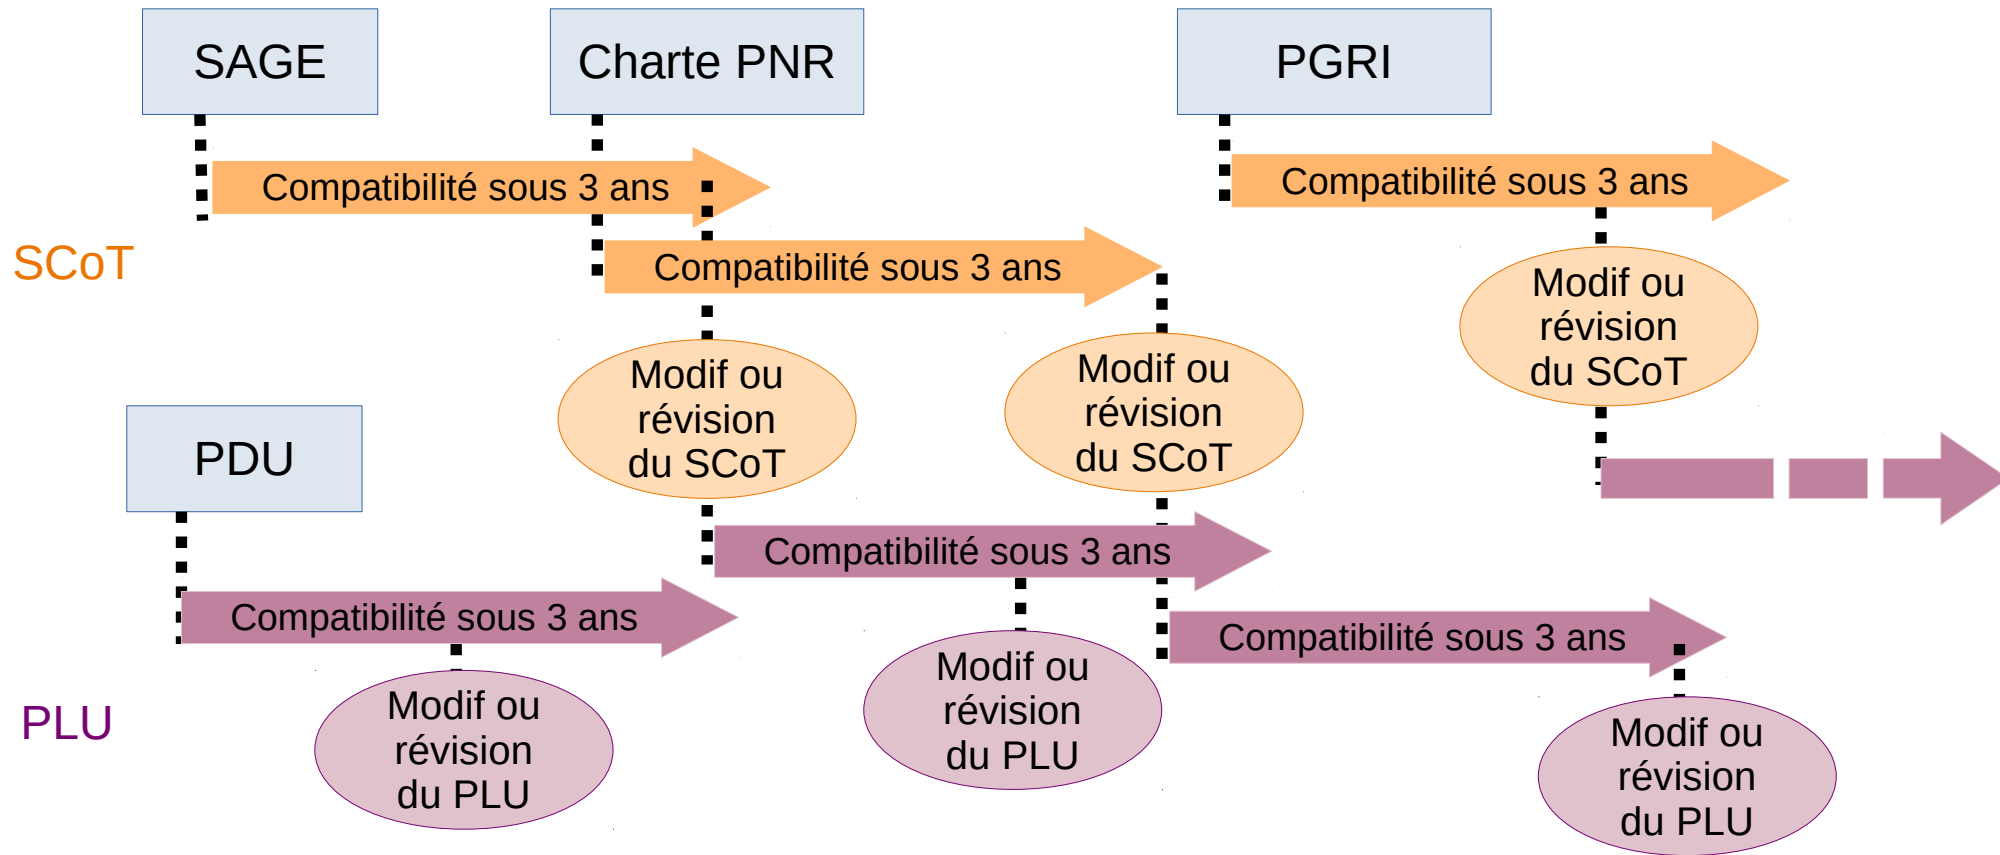 SAGE
Charte PNR
PGRI
Compatibilité sous 3 ans
Compatibilité sous 3 ans
SCoT
Compatibilité sous 3 ans
Modif ou
révision
du SCoT
Modif ou
révision
du SCoT
Modif ou
révision
du SCoT
PDU
Compatibilité sous 3 ans
Compatibilité sous 3 ans
Compatibilité sous 3 ans
PLU
Modif ou
révision
du PLU
Modif ou
révision
du PLU
Modif ou
révision
du PLU